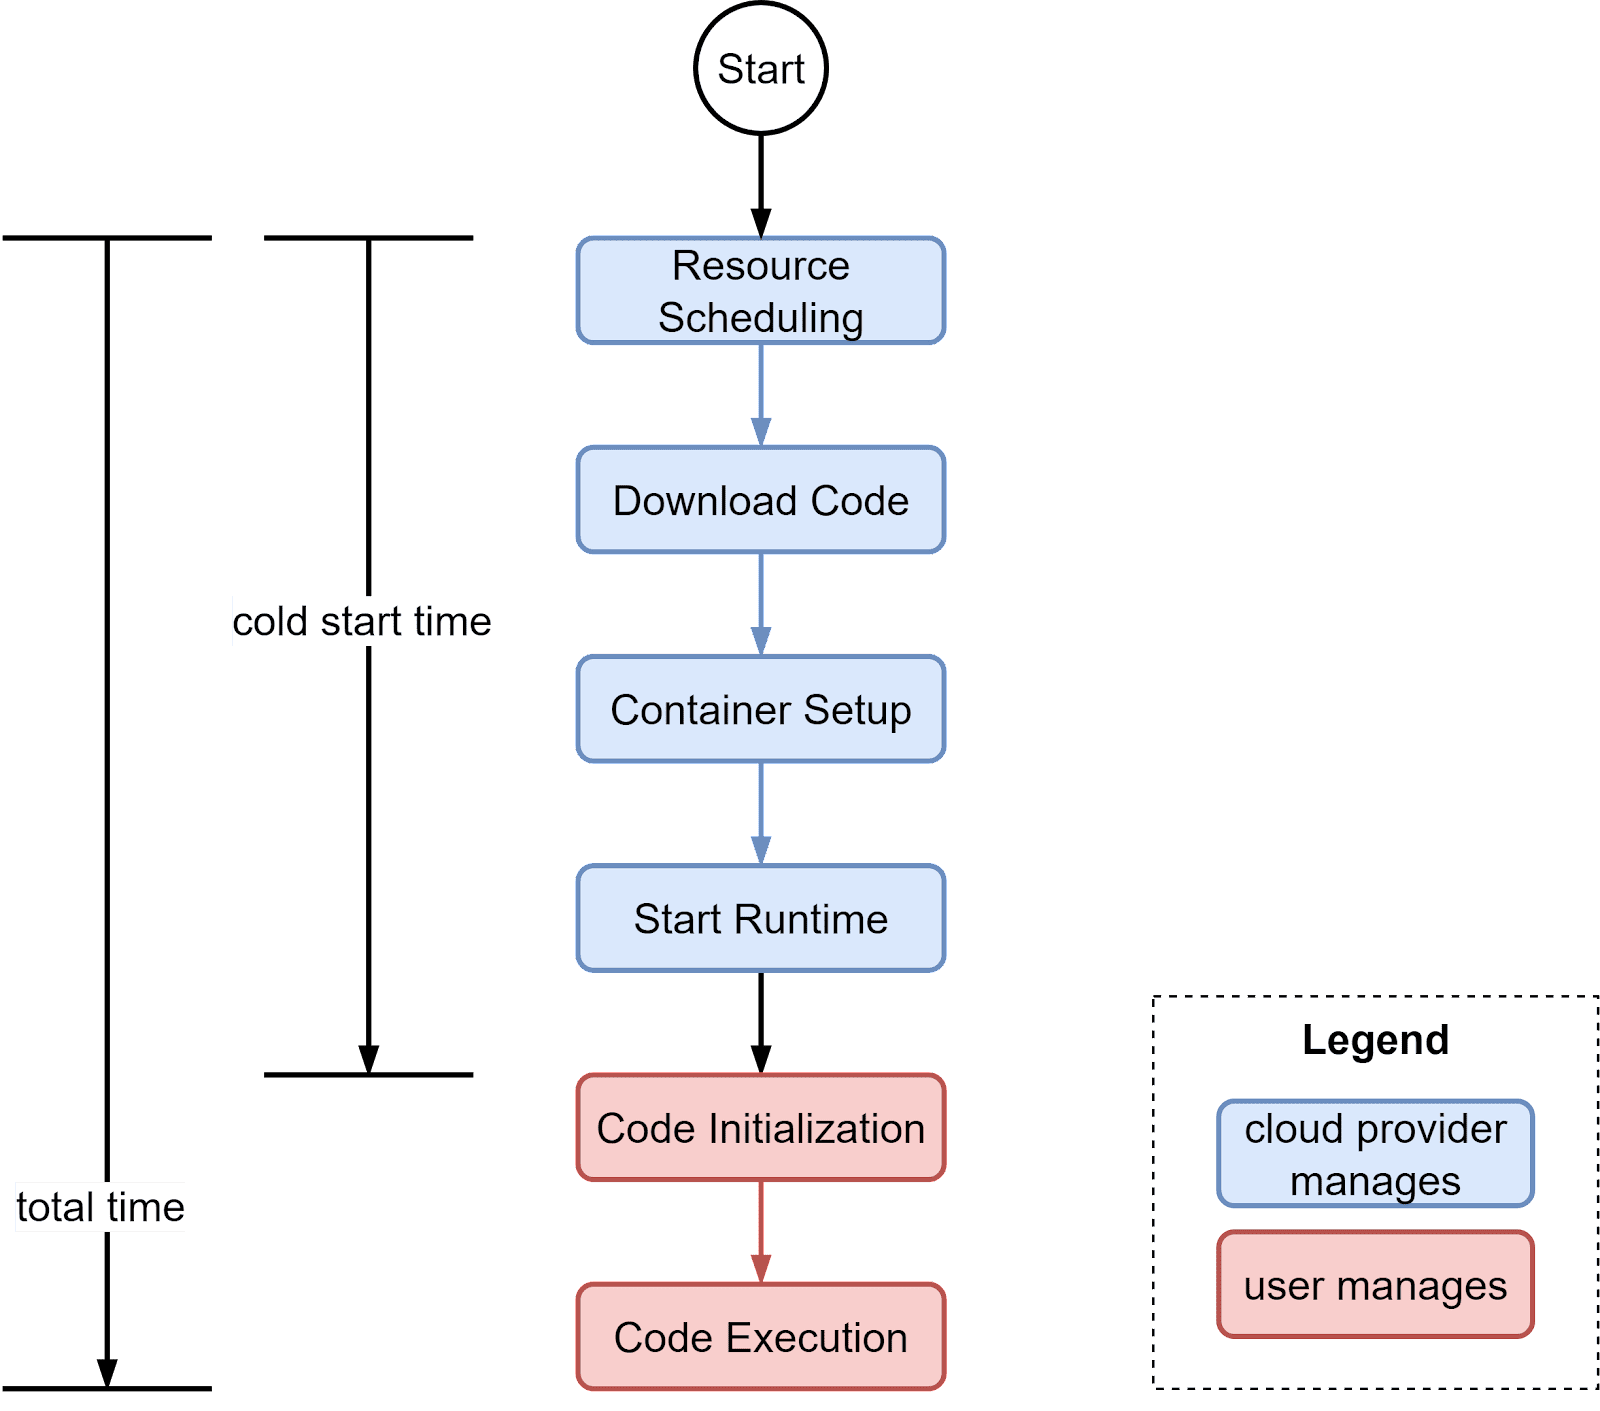 Start
Resource
Scheduling
Download Code
cold start time
Container Setup
Start Runtime
Code Initialization
total time
Code Execution
Legend
cloud provider
manages
user manages